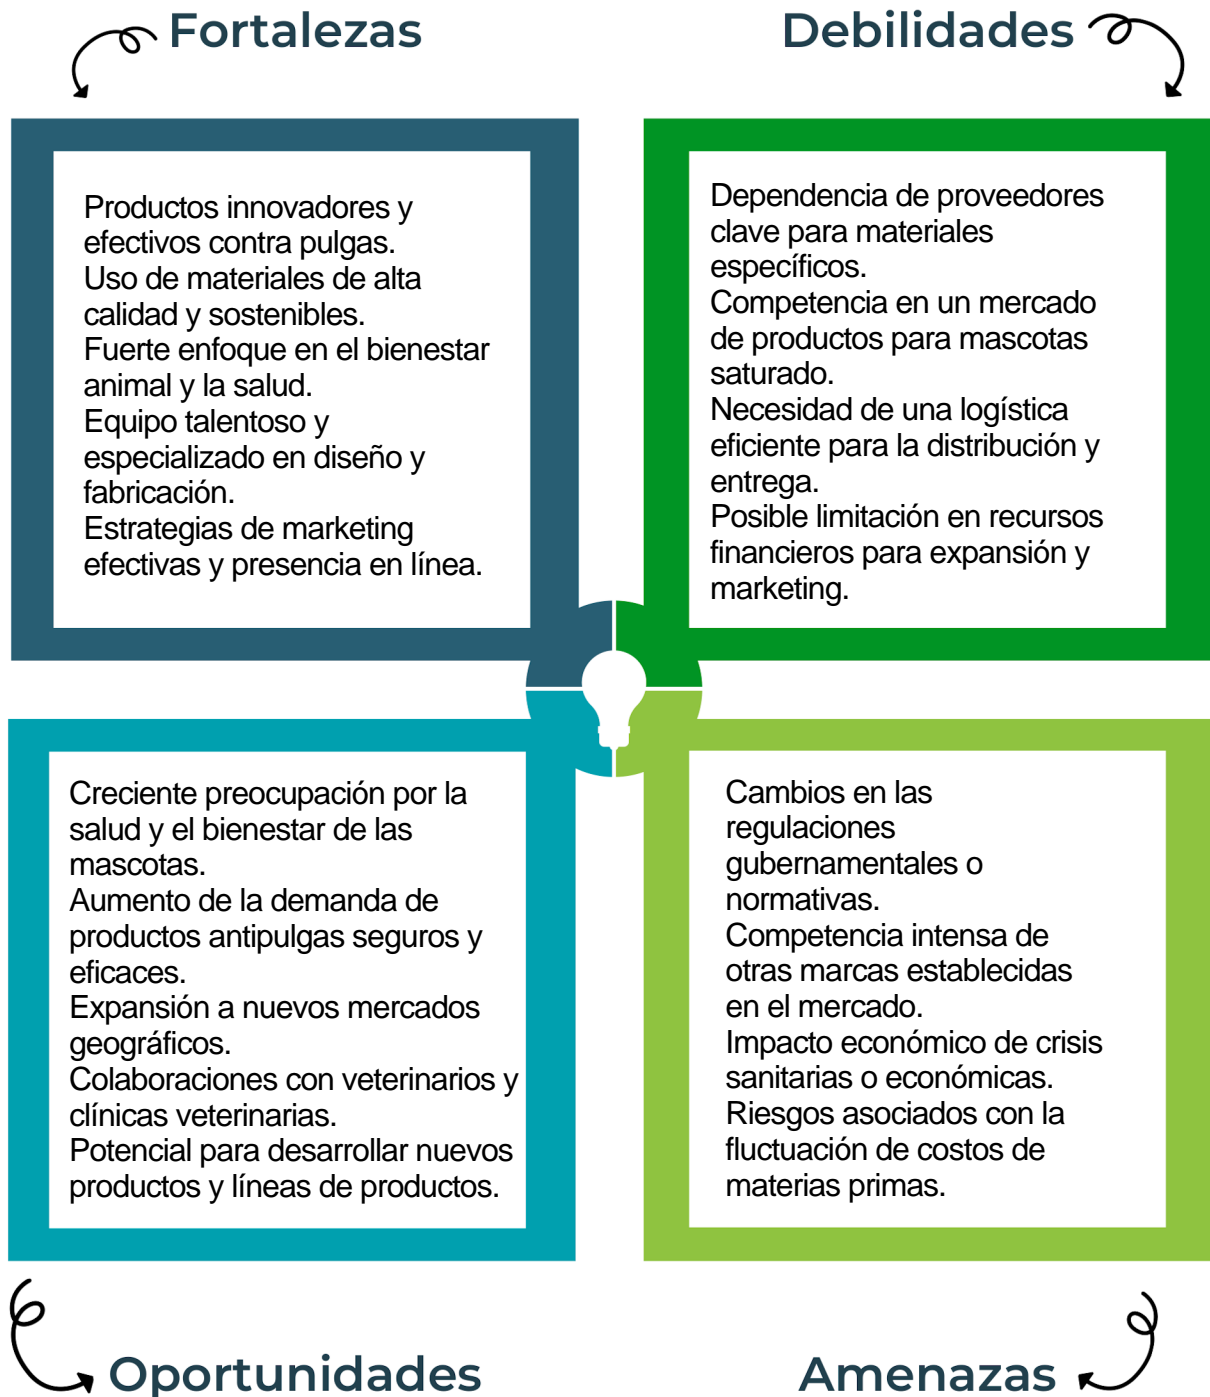 Fortalezas
Productos innovadores y
efectivos contra pulgas.
Uso de materiales de alta
calidad y sostenibles.
Fuerte enfoque en el bienestar
animal y la salud.
Equipo talentoso y
especializado en diseño y
fabricación.
Estrategias de marketing
efectivas y presencia en línea.
Debilidades
Dependencia de proveedores
clave para materiales
específicos.
Competencia en un mercado
de productos para mascotas
saturado.
Necesidad de una logística
eficiente para la distribución y
entrega.
Posible limitación en recursos
financieros para expansión y
marketing.
Creciente preocupación por la
salud y el bienestar de las
mascotas.
Aumento de la demanda de
productos antipulgas seguros y
eficaces.
Expansión a nuevos mercados
geográficos.
Colaboraciones con veterinarios y
clínicas veterinarias.
Potencial para desarrollar nuevos
productos y líneas de productos.
Oportunidades
Cambios en las
regulaciones
gubernamentales o
normativas.
Competencia intensa de
otras marcas establecidas
en el mercado.
Impacto económico de crisis
sanitarias o económicas.
Riesgos asociados con la
fluctuación de costos de
materias primas.
Amenazas